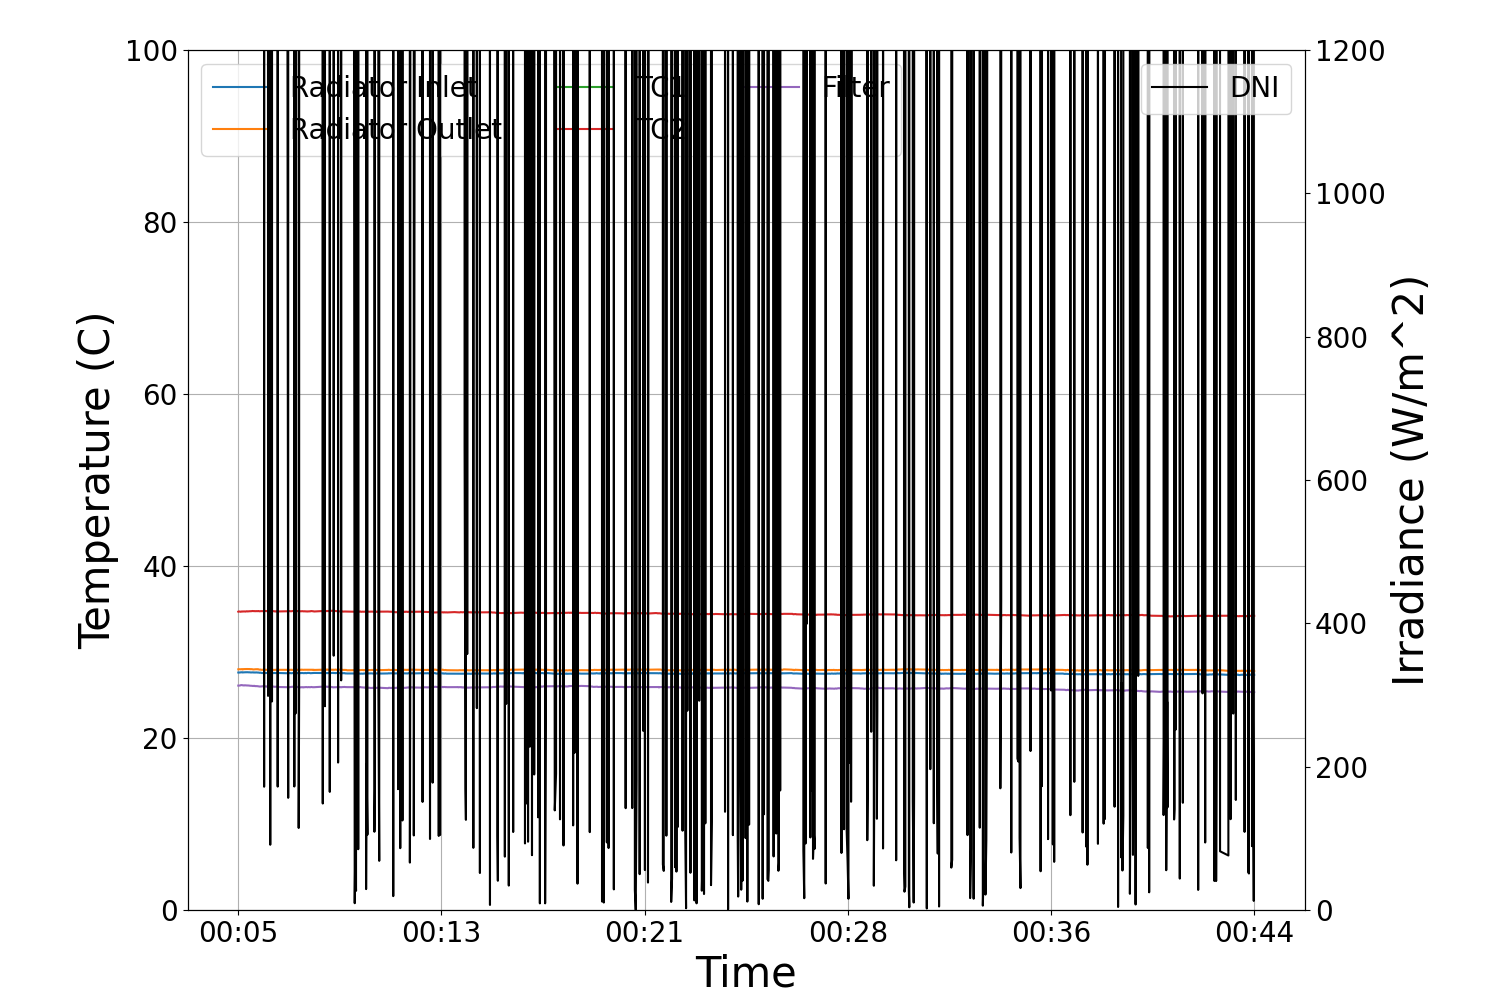 100
80
60
40
20
0
Temperature (C)
Radiator Inlet
Radiator Outlet
TC1
TC2
Filter
DNI
1200
1000
800
600
400
200
0
Irradiance (W/m^2)
00:05 00:13 00:21 00:28 00:36 00:44
Time